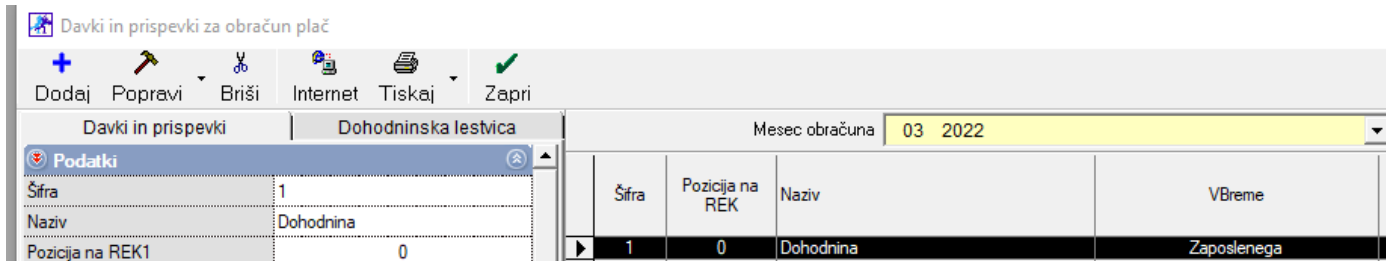 Davki in prispevki za obračun plač
Dodaj Popravi Briši Internet Tiskaj Zapri
Davki in prispevki Dohodninska lestvica
Mesec obračuna 03 2022
Podatki
Šifra 1
Naziv Dohodnina
Pozicija na REK1 0
Šifra Pozicija na REK Naziv VBreme
1 0 Dohodnina Zaposlenega